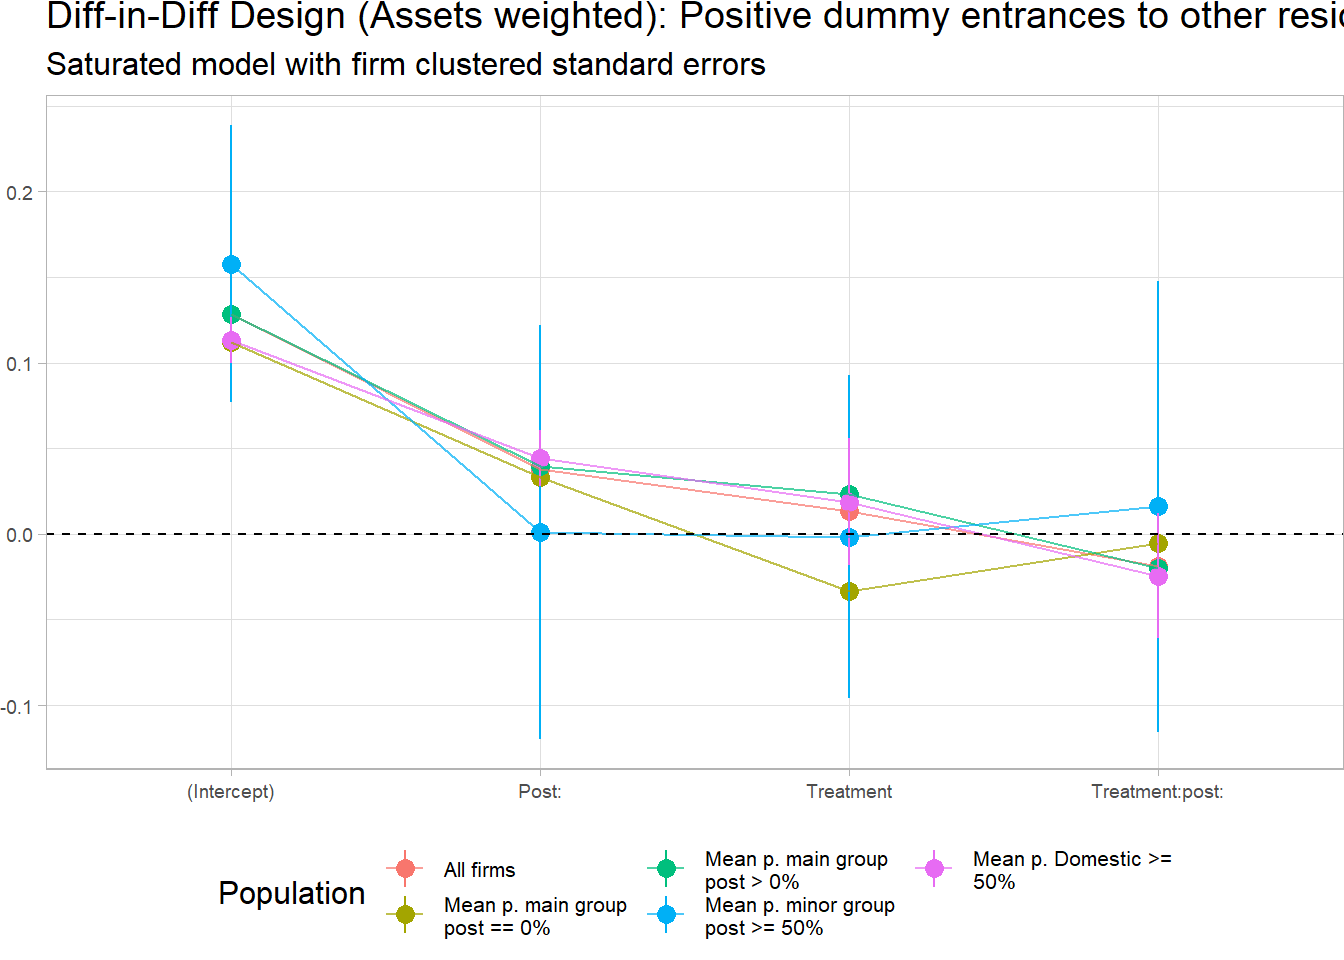 Diff-in-Diff Design (Assets weighted): Positive dummy entrances to other resid
Saturated model with firm clustered standard errors
0.2
0.1
0.0
-0.1
(Intercept) Post: Treatment Treatment:post:
Population
All firms
Mean p. main group
post == 0%
Mean p. main group
post > 0%
Mean p. minor group
post >= 50%
Mean p. Domestic >=
50%